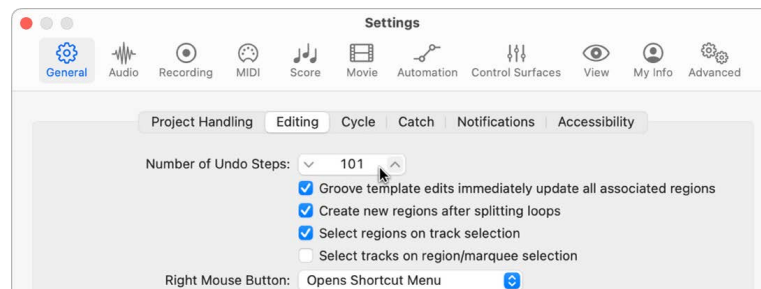 Settings
General Audio Recording MIDI Score Movie Automation Control Surfaces View My Info Advanced
Project Handling Editing Cycle Catch Notifications Accessibility
Number of Undo Steps: 101
Groove template edits immediately update all associated regions
Create new regions after splitting loops
Select regions on track selection
Select tracks on region/marquee selection
Right Mouse Button: Opens Shortcut Menu